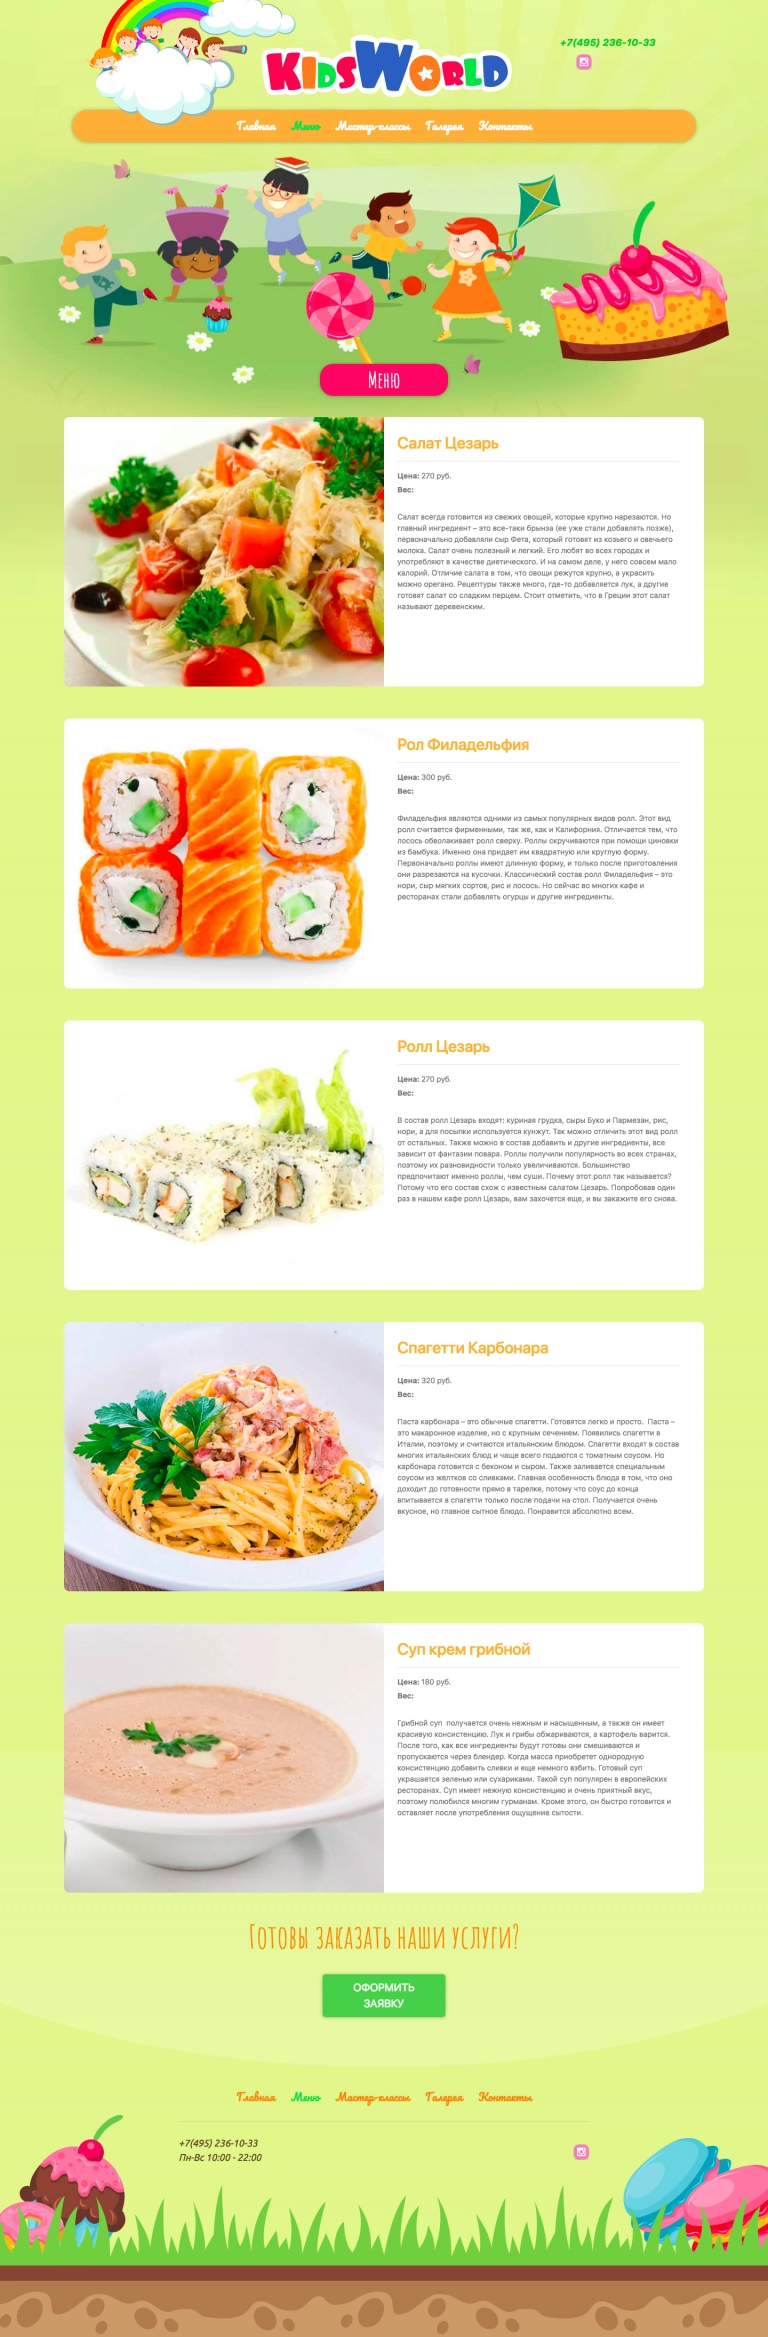 KidsWorld
+7(495) 236-10-33
Главная Меню Мастер-классы Галерея Контакты
Меню
Салат Цезарь
Цена: 270 руб.
Вес:
Салат всегда готовится из свежих овощей, которые крупно нарезаются. Но
главный ингредиент – это все-таки брынза (ее уже стали добавлять позже),
первоначально добавляли сыр Фета, который готовят из козьего и овечьего
молока. Салат очень полезный и легкий. Его любят во всех городах и
употребляют в качестве диетического. И на самом деле, у него совсем мало
калорий. Отличие салата в том, что овощи режутся крупно, а украсить
можно орегано. Рецептуры также много, где-то добавляется лук, а другие
готовят салат со сладким перцем. Стоит отметить, что в Греции этот салат
называют деревенским.
Рол Филадельфия
Цена: 300 руб.
Вес:
Филадельфия являются одними из самых популярных видов ролл. Этот вид
ролл считается фирменными, так же, как и Калифорния. Отличается тем, что
лосось обволакивает ролл сверху. Роллы скручиваются при помощи циновки
из бамбука. Именно она придает им квадратную или круглую форму.
Первоначально роллы имеют длинную форму, и только после приготовления
они разрезаются на кусочки. Классический состав ролл Филадельфия – это
нори, сыр мягких сортов, рис и лосось. Но сейчас во многих кафе и
ресторанах стали добавлять огурцы и другие ингредиенты.
Ролл Цезарь
Цена: 270 руб.
Вес:
В состав ролл Цезарь входят: куриная грудка, сыры Буко и Пармезан, рис,
нори, а для посыпки используется кунжут. Так можно отличить этот вид ролл
от остальных. Также можно в состав добавить и другие ингредиенты, все
зависит от фантазии повара. Роллы получили популярность во всех странах,
поэтому их разновидности только увеличиваются. Большинство
предпочитают именно роллы, чем суши. Почему этот ролл так называется?
Потому что его состав схож с известным салатом Цезарь. Попробовав один
раз в нашем кафе ролл Цезарь, вам захочется еще, и вы закажите его снова.
Спагетти Карбонара
Цена: 320 руб.
Вес:
Паста карбонара – это обычные спагетти. Готовятся легко и просто. Паста –
это макаронное изделие, но с крупным сечением. Появились спагетти в
Италии, поэтому и считаются итальянским блюдом. Спагетти входят в состав
многих итальянских блюд и чаще всего подаются с томатным соусом. Но
карбонара готовится с беконом и сыром. Также заливается специальным
соусом из желтков со сливками. Главная особенность блюда в том, что оно
доходит до готовности прямо в тарелке, потому что соус до конца
впитывается в спагетти только после подачи на стол. Получается очень
вкусное, но главное сытное блюдо. Понравится абсолютно всем.
Суп крем грибной
Цена: 180 руб.
Вес:
Грибной суп получается очень нежным и насыщенным, а также он имеет
красивую консистенцию. Лук и грибы обжариваются, а картофель варится.
После того, как все ингредиенты будут готовы они смешиваются и
пропускаются через блендер. Когда масса приобретет однородную
консистенцию добавить сливки и еще немного взбить. Готовый суп
украшается зеленью или сухариками. Такой суп популярен в европейских
ресторанах. Суп имеет нежную консистенцию и очень приятный вкус,
поэтому полюбился многим гурманам. Кроме этого, он быстро готовится и
оставляет после употребления ощущение сытости.
Готовы заказать наши услуги?
ОФОРМИТЬ
ЗАЯВКУ
Главная Меню Мастер-классы Галерея Контакты
+7(495) 236-10-33
Пн-Вс 10:00 - 22:00